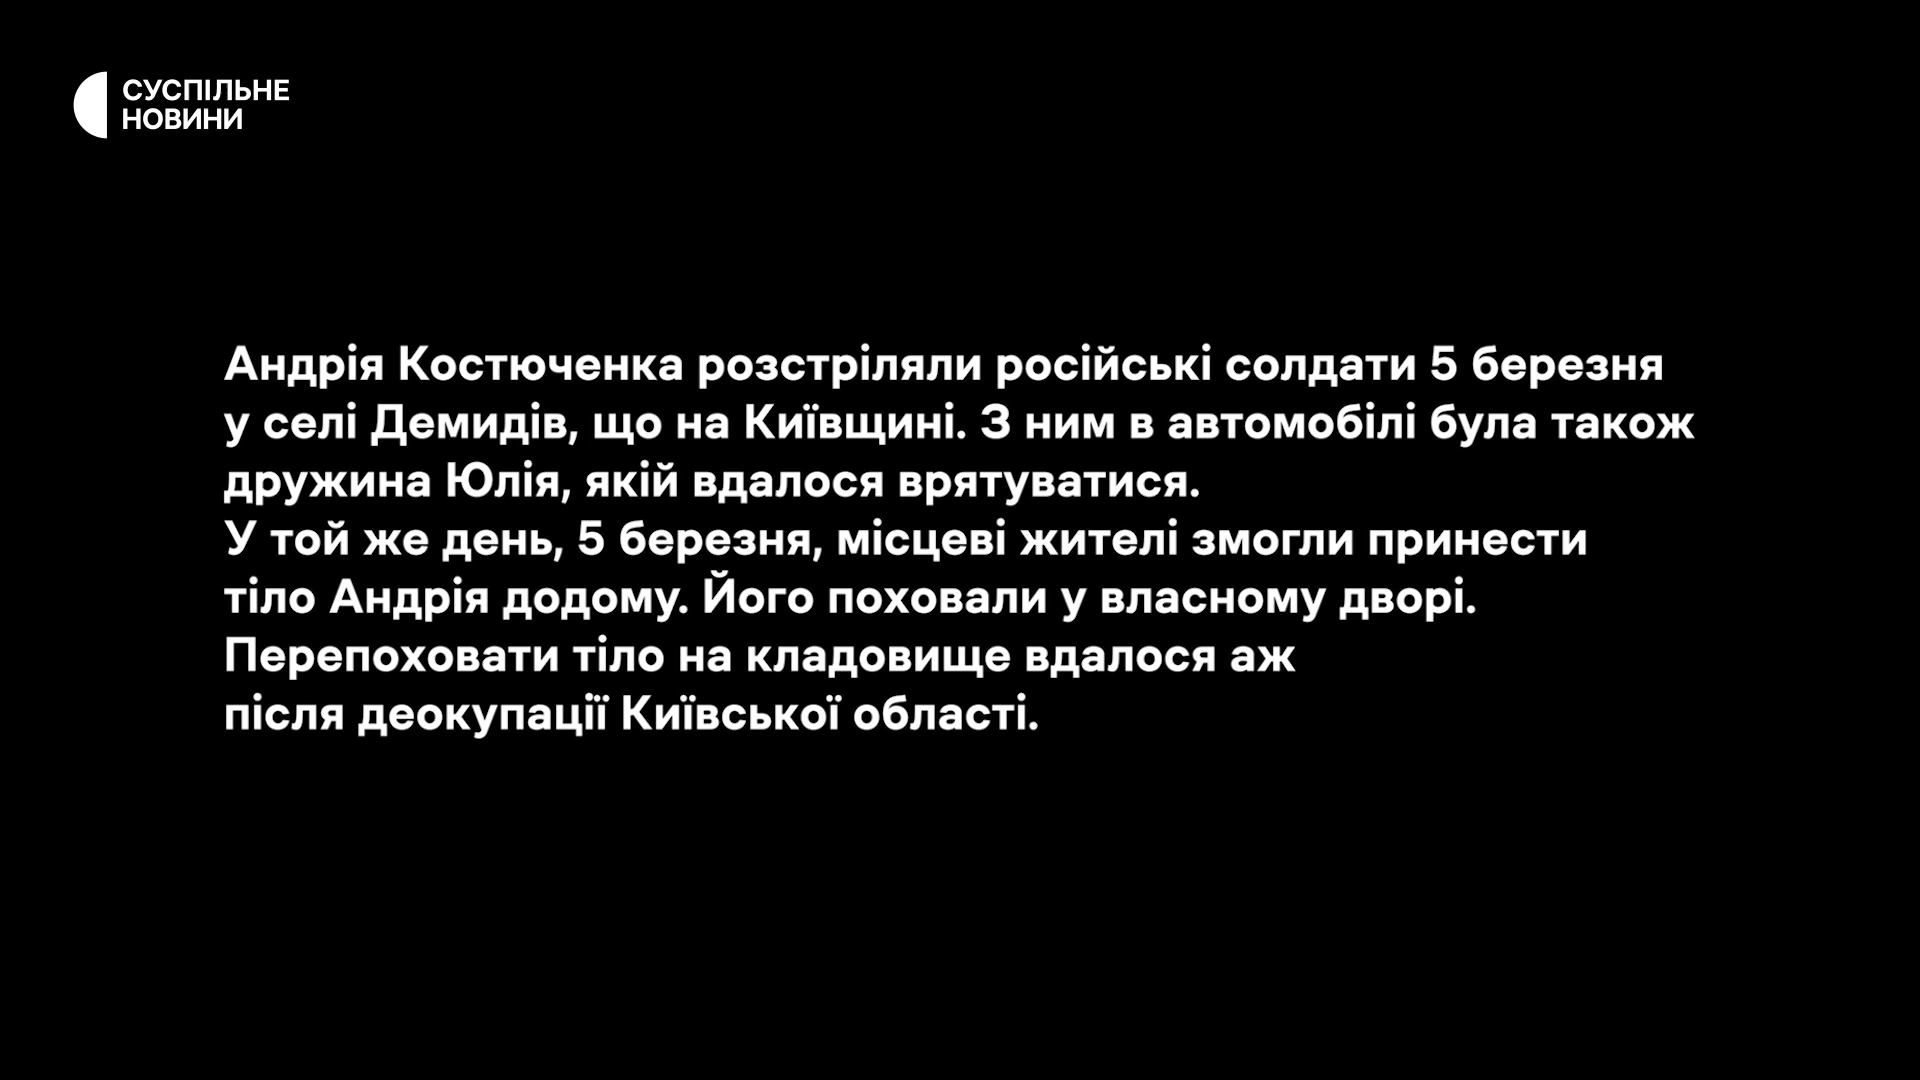 СУСПІЛЬНЕ
НОВИНИ
Андрія Костюченка розстріляли російські солдати 5 березня
у селі Демидів, що на Київщині. З ним в автомобілі була також
дружина Юлія, якій вдалося врятуватися.
У той же день, 5 березня, місцеві жителі змогли принести
тіло Андрія додому. Його поховали у власному дворі.
Перепоховати тіло на кладовище вдалося аж
після деокупації Київської області.